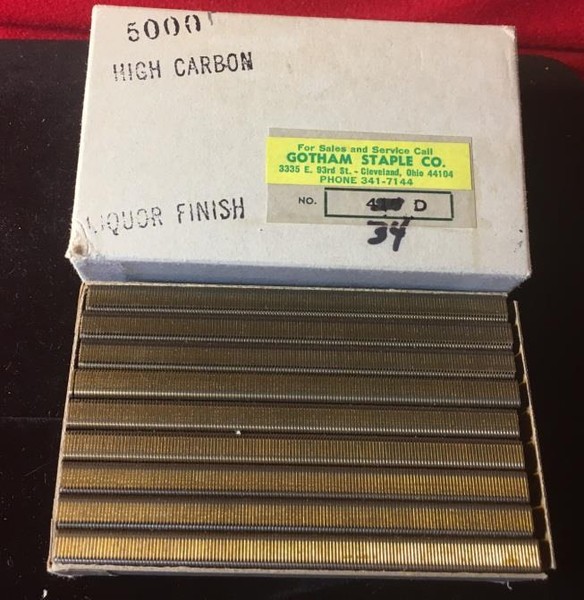 5000
HIGH CARBON
For Sales and Service Call
GOTHAM STAPLE CO.
3335 E. 93rd St. - Cleveland, Ohio 44104
PHONE 341-7144
NO. D
34
LIQUOR FINISH